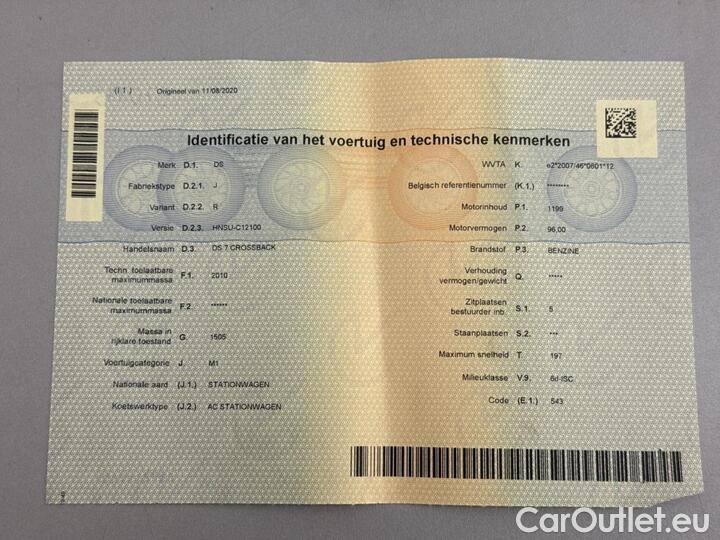 (I 1) Origineel van 11/08/2020
Identificatie van het voertuig en technische kenmerken
Merk D.1. DS
Fabriekstype D.2.1. J
Variant D.2.2. R
Versie D.2.3. HNSU-C12100
Handelsnaam D.3. DS 7 CROSSBACK
Techn. toelaatbare
maximummassa F.1. 2010
Nationale toelaatbare
maximummassa F.2. ******
Massa in
rijklare toestand G. 1505
Voertuigcategorie J. M1
Nationale aard (J.1.) STATIONWAGEN
Koetswerktype (J.2.) AC STATIONWAGEN
WVTA K. e2*2007/46*0601*12
Belgisch referentienummer (K.1.) ********
Motorinhoud P.1. 1199
Motorvermogen P.2. 96,00
Brandstof P.3. BENZINE
Verhouding
vermogen/gewicht Q. *****
Zitplaatsen
bestuurder inb. S.1. 5
Staanplaatsen S.2. ***
Maximum snelheid T. 197
Milieuklasse V.9. 6d-ISC
Code (E.1.) 543
CarOutlet.eu